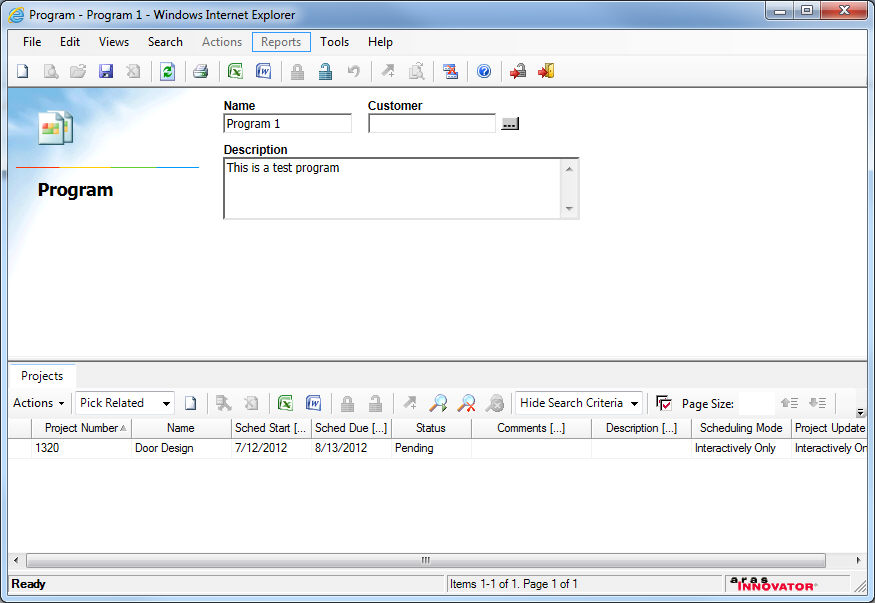 Program - Program 1 - Windows Internet Explorer
File Edit Views Search Actions Reports Tools Help
Name Customer
Program 1 ...
Description
This is a test program
Program
Projects
Actions Pick Related Hide Search Criteria Page Size:
Project Number Name Sched Start [...] Sched Due [...] Status Comments [...] Description [...] Scheduling Mode Project Update
1320 Door Design 7/12/2012 8/13/2012 Pending Interactively Only Interactively On
Ready Items 1-1 of 1. Page 1 of 1 aras INNOVATOR